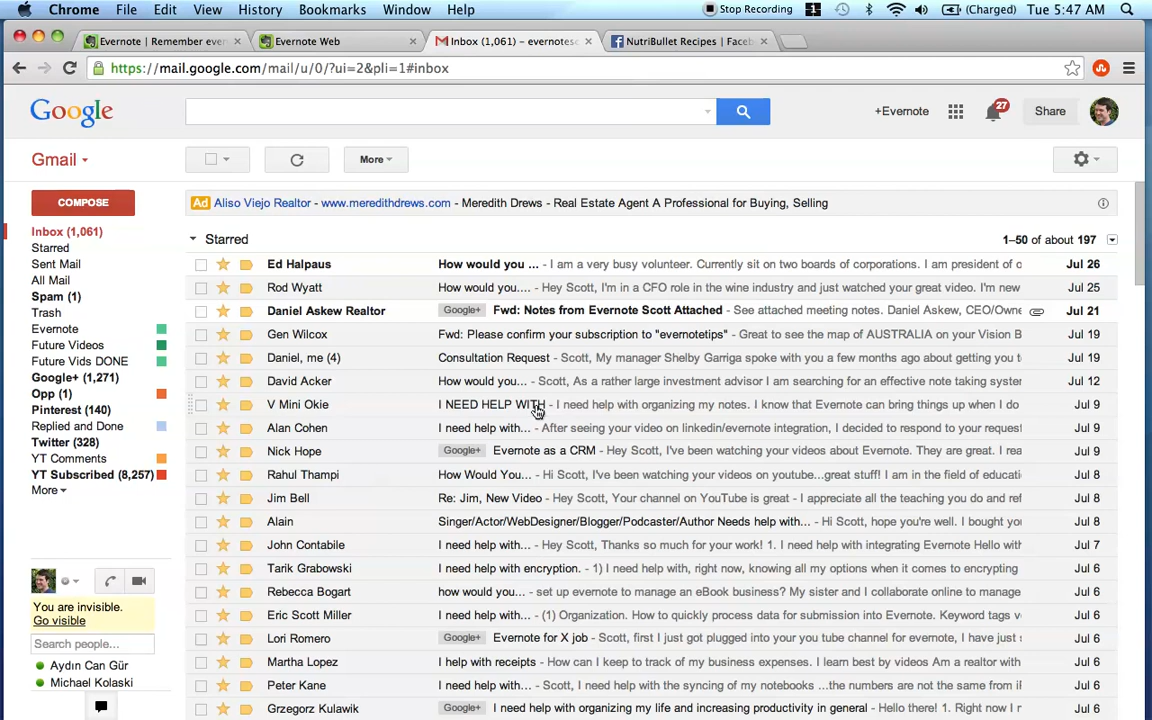 Chrome File Edit View History Bookmarks Window Help Stop Recording 1 (Charged) Tue 5:47 AM
Evernote | Remember ever Evernote Web Inbox (1,061) – evernotesc NutriBullet Recipes | Faceb
https://mail.google.com/mail/u/0/?ui=2&pli=1#inbox
Google +Evernote 27 Share
Gmail More
COMPOSE
Ad Aliso Viejo Realtor - www.meredithdrews.com - Meredith Drews - Real Estate Agent A Professional for Buying, Selling
Inbox (1,061)
Starred
Sent Mail
All Mail
Spam (1)
Trash
Evernote
Future Videos
Future Vids DONE
Google+ (1,271)
Opp (1)
Pinterest (140)
Replied and Done
Twitter (328)
YT Comments
YT Subscribed (8,257)
More
You are invisible.
Go visible
Search people...
Aydın Can Gür
Michael Kolaski
Starred 1–50 of about 197
Ed Halpaus How would you ... - I am a very busy volunteer. Currently sit on two boards of corporations. I am president of o Jul 26
Rod Wyatt How would you.... - Hey Scott, I'm in a CFO role in the wine industry and just watched your great video. I'm new Jul 25
Daniel Askew Realtor Google+ Fwd: Notes from Evernote Scott Attached - See attached meeting notes. Daniel Askew, CEO/Owne Jul 21
Gen Wilcox Fwd: Please confirm your subscription to "evernotetips" - Great to see the map of AUSTRALIA on your Vision B Jul 19
Daniel, me (4) Consultation Request - Scott, My manager Shelby Garriga spoke with you a few months ago about getting you t Jul 19
David Acker How would you... - Scott, As a rather large investment advisor I am searching for an effective note taking syster Jul 12
V Mini Okie I NEED HELP WITH - I need help with organizing my notes. I know that Evernote can bring things up when I do Jul 9
Alan Cohen I need help with... - After seeing your video on linkedin/evernote integration, I decided to respond to your request Jul 9
Nick Hope Google+ Evernote as a CRM - Hey Scott, I've been watching your videos about Evernote. They are great. I rea Jul 9
Rahul Thampi How Would You... - Hi Scott, I've been watching your videos on youtube...great stuff! I am in the field of educati Jul 8
Jim Bell Re: Jim, New Video - Hey Scott, Your channel on YouTube is great - I appreciate all the teaching you do and ref Jul 8
Alain Singer/Actor/WebDesigner/Blogger/Podcaster/Author Needs help with... - Hi Scott, hope you're well. I bought yo Jul 8
John Contabile I need help with... - Hey Scott, Thanks so much for your work! 1. I need help with integrating Evernote Hello with Jul 7
Tarik Grabowski I need help with encryption. - 1) I need help with, right now, knowing all my options when it comes to encrypting Jul 6
Rebecca Bogart how would you... - set up evernote to manage an eBook business? My sister and I collaborate online to manage Jul 6
Eric Scott Miller I need help with... - (1) Organization. How to quickly process data for submission into Evernote. Keyword tags v Jul 6
Lori Romero Google+ Evernote for X job - Scott, first I just got plugged into your you tube channel for evernote, I have just s Jul 6
Martha Lopez I help with receipts - How can I keep to track of my business expenses. I learn best by videos Am a realtor with Jul 6
Peter Kane I need help with... - I need help with the syncing of my notebooks ...the numbers are not the same from iF Jul 6
Grzegorz Kulawik Google+ I need help with organizing my life and increasing productivity in general - Hello there! 1. Right now I w Jul 6